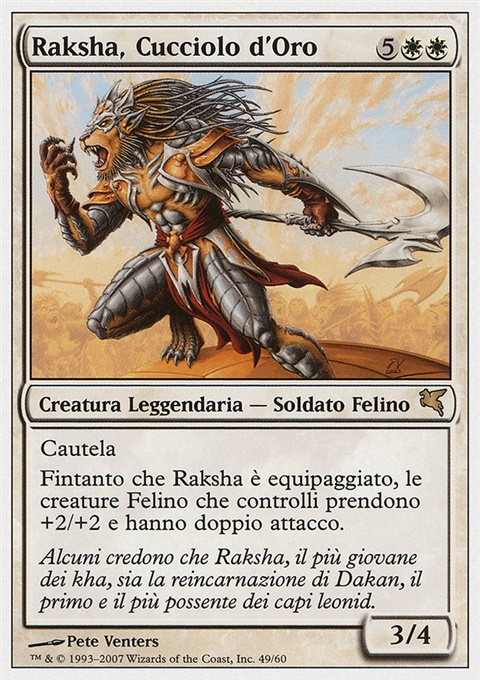 Raksha, Cucciolo d'Oro 5
Creatura Leggendaria — Soldato Felino
Cautela
Fintanto che Raksha è equipaggiato, le
creature Felino che controlli prendono
+2/+2 e hanno doppio attacco.
Alcuni credono che Raksha, il più giovane
dei kha, sia la reincarnazione di Dakan, il
primo e il più possente dei capi leonid.
Pete Venters
3/4
™ & © 1993–2007 Wizards of the Coast, Inc. 49/60